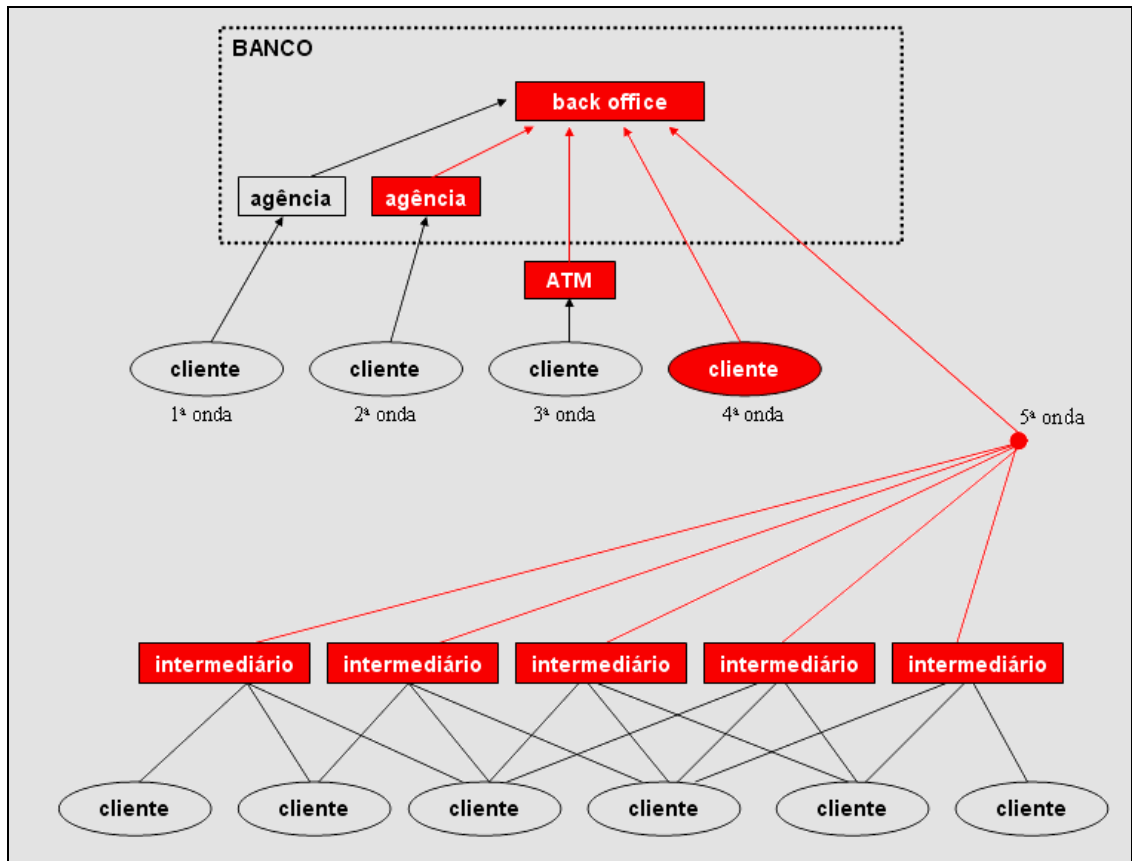 BANCO
back office
agência
agência
ATM
cliente
cliente
cliente
cliente
1ª onda
2ª onda
3ª onda
4ª onda
5ª onda
intermediário
intermediário
intermediário
intermediário
intermediário
cliente
cliente
cliente
cliente
cliente
cliente